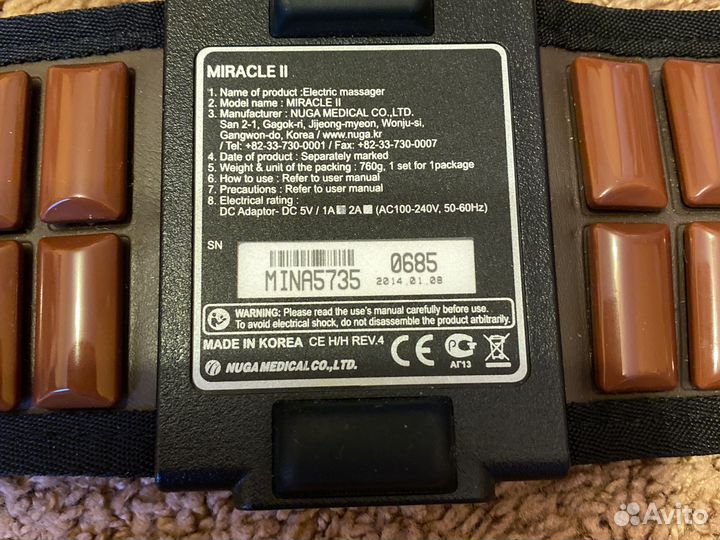 MIRACLE II
1. Name of product :Electric massager
2. Model name : MIRACLE II
3. Manufacturer : NUGA MEDICAL CO.,LTD.
San 2-1, Gagok-ri, Jijeong-myeon, Wonju-si,
Gangwon-do, Korea / www.nuga.kr
/ Tel: +82-33-730-0001 / Fax: +82-33-730-0007
4. Date of product : Separately marked
5. Weight & unit of the packing : 760g, 1 set for 1package
6. How to use : Refer to user manual
7. Precautions : Refer to user manual
8. Electrical rating :
DC Adaptor- DC 5V / 1A 2A (AC100-240V, 50-60Hz)
SN
MINA5735 0685
2014.01.08
WARNING: Please read the use's manual carefully before use.
To avoid electrical shock, do not disassemble the product arbitrarily.
MADE IN KOREA CE H/H REV.4
CE
АГ13
NUGA MEDICAL CO.,LTD.
Avito